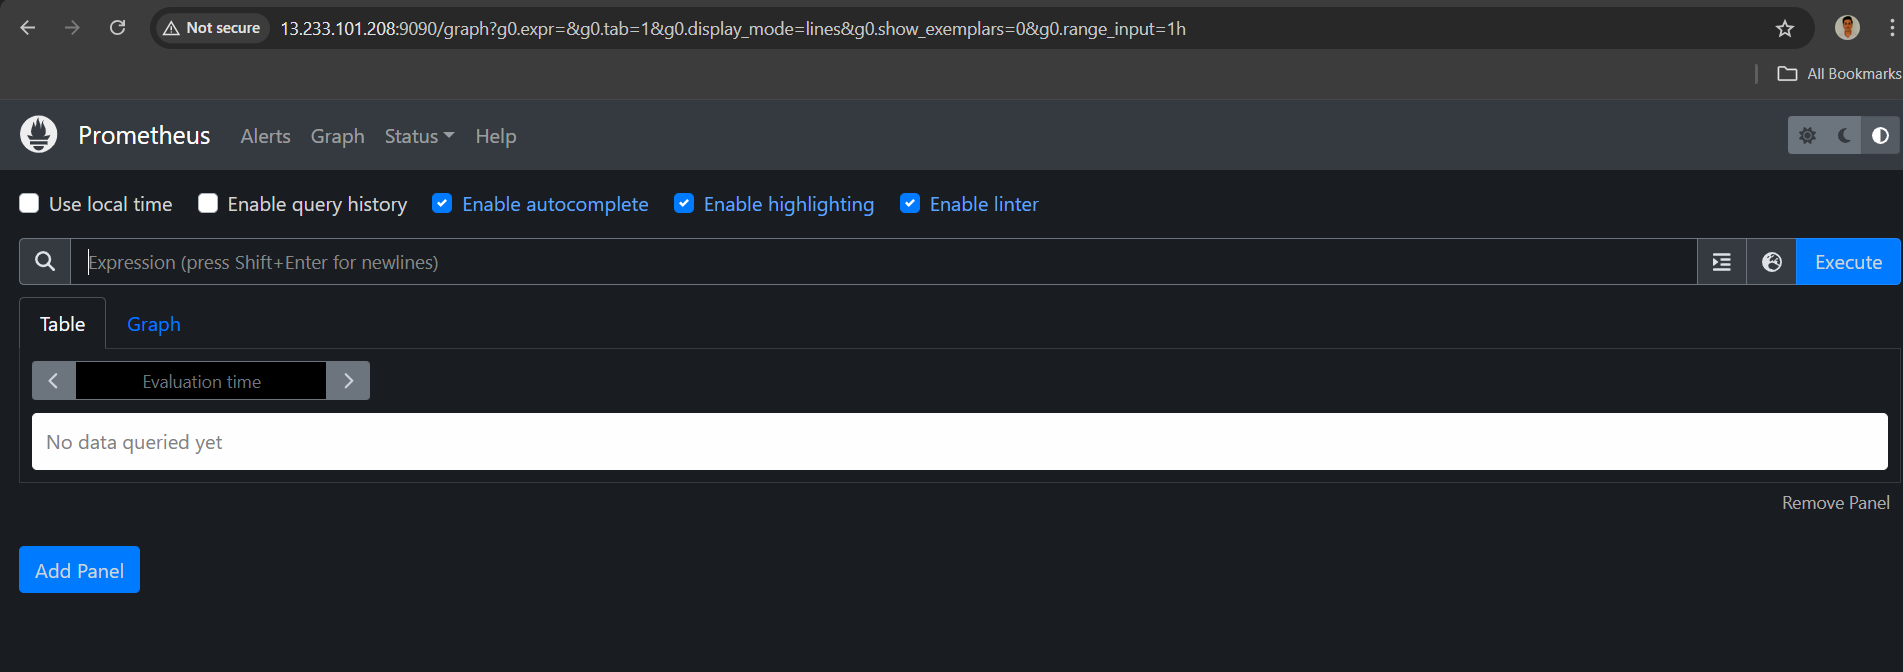 Not secure 13.233.101.208:9090/graph?g0.expr=&g0.tab=1&g0.display_mode=lines&g0.show_exemplars=0&g0.range_input=1h
All Bookmarks
Prometheus Alerts Graph Status Help
Use local time Enable query history Enable autocomplete Enable highlighting Enable linter
Expression (press Shift+Enter for newlines) Execute
Table Graph
Evaluation time
No data queried yet
Remove Panel
Add Panel